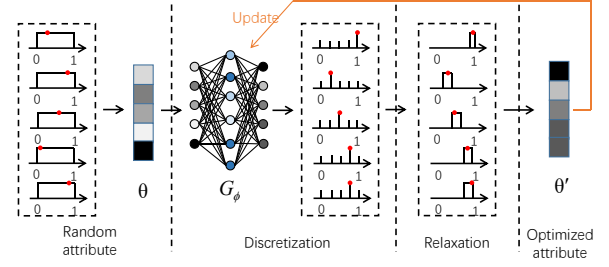 Update
0 1 0 1 0 1
0 1 0 1 0 1
0 1 0 1 0 1
0 1 0 1 0 1
0 1 0 1 0 1
θ G_ϕ θ′
Random
attribute
Discretization
Relaxation
Optimized
attribute